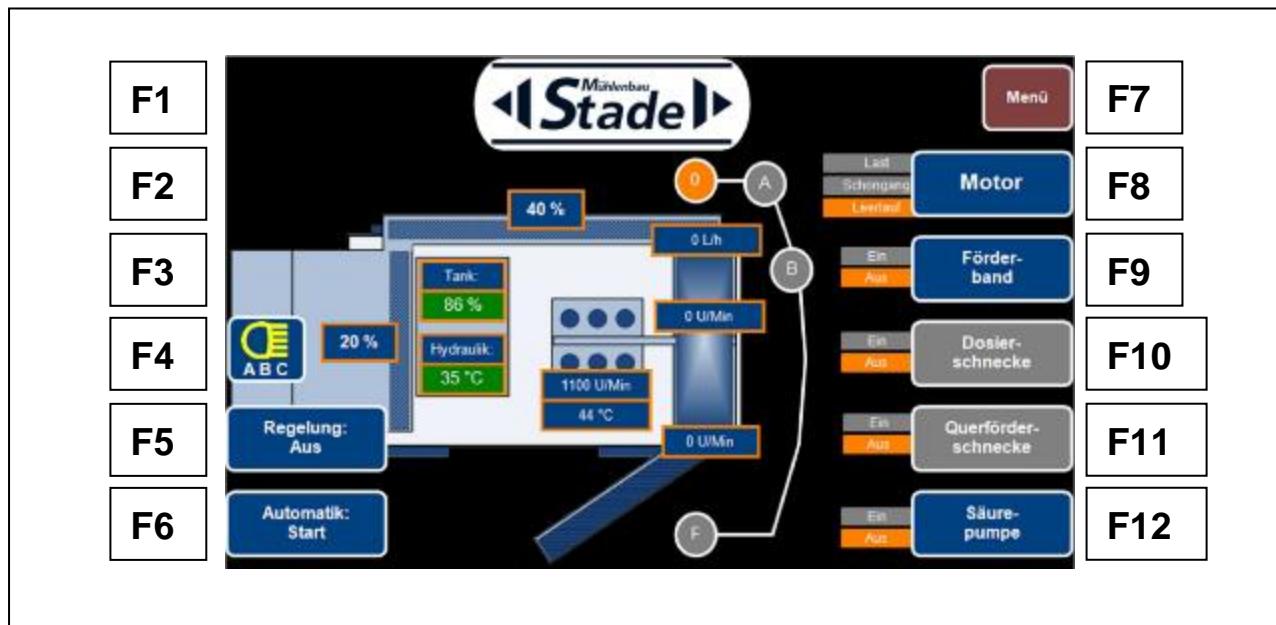 F1
F2
F3
F4
F5
F6
Mühlenbau
Stade
Menü
0
A
B
F
40 %
0 L/h
Tank:
86 %
0 U/Min
20 %
Hydraulik:
35 °C
1100 U/Min
44 °C
0 U/Min
A B C
Regelung:
Aus
Automatik:
Start
Last
Schongang
Leerlauf
Motor
Ein
Aus
Förder-
band
Ein
Aus
Dosier-
schnecke
Ein
Aus
Querförder-
schnecke
Ein
Aus
Säure-
pumpe
F7
F8
F9
F10
F11
F12